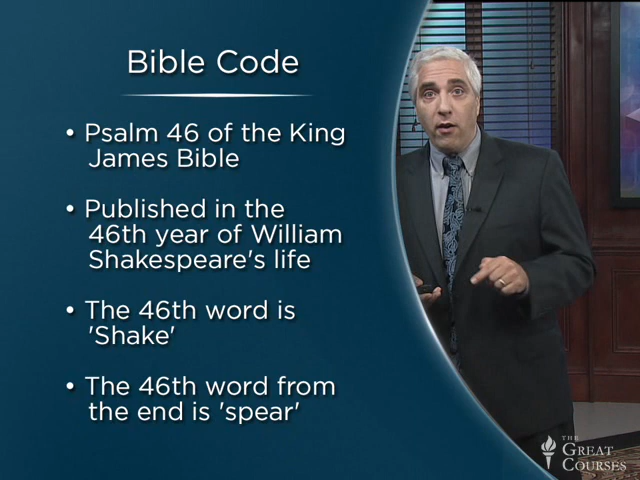 Bible Code
• Psalm 46 of the King
James Bible
• Published in the
46th year of William
Shakespeare's life
• The 46th word is
'Shake'
• The 46th word from
the end is 'spear'
THE
GREAT
COURSES